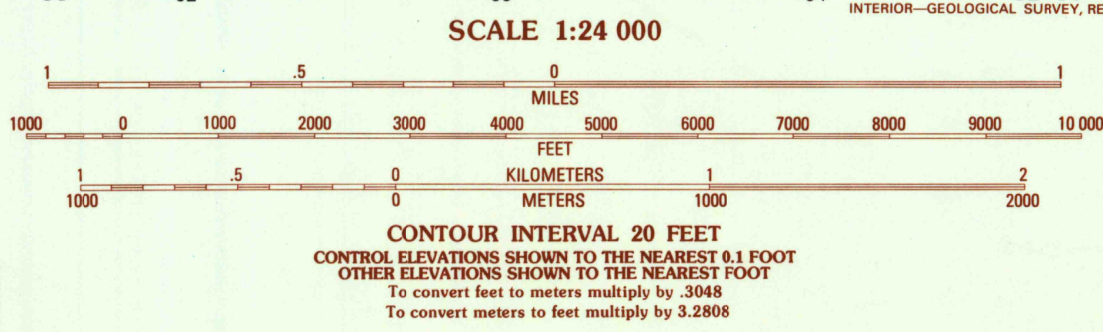 INTERIOR—GEOLOGICAL SURVEY, RE
SCALE 1:24 000
1 .5 0 1
MILES
1000 0 1000 2000 3000 4000 5000 6000 7000 8000 9000 10 000
FEET
1 .5 0 KILOMETERS 1 2
1000 0 METERS 1000 2000
CONTOUR INTERVAL 20 FEET
CONTROL ELEVATIONS SHOWN TO THE NEAREST 0.1 FOOT
OTHER ELEVATIONS SHOWN TO THE NEAREST FOOT
To convert feet to meters multiply by .3048
To convert meters to feet multiply by 3.2808